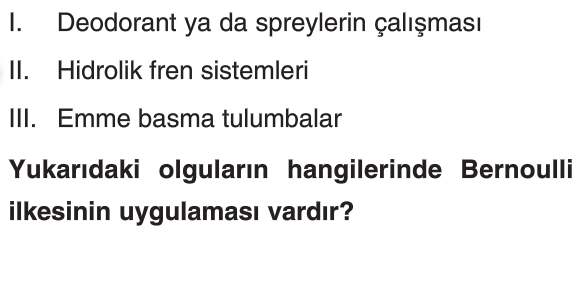 I. Deodorant ya da spreylerin çalışması
II. Hidrolik fren sistemleri
III. Emme basma tulumbalar
Yukarıdaki olguların hangilerinde Bernoulli
ilkesinin uygulaması vardır?